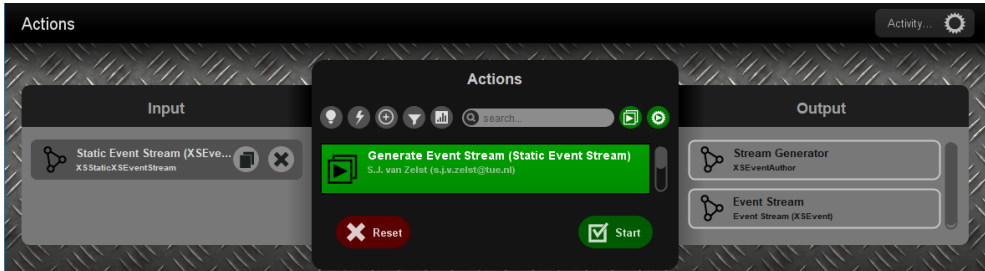 Actions
Activity...
Actions
Input
Output
search...
Static Event Stream (XSEve...
XSStaticXSEventStream
Generate Event Stream (Static Event Stream)
S.J. van Zelst (s.j.v.zelst@tue.nl)
Stream Generator
XSEventAuthor
Event Stream
Event Stream (XSEvent)
Reset
Start